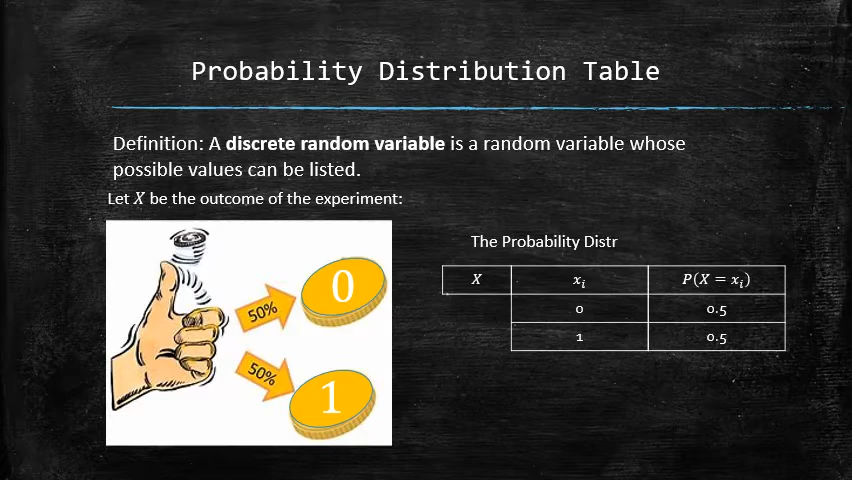 Probability Distribution Table
Definition: A discrete random variable is a random variable whose
possible values can be listed.
Let X be the outcome of the experiment:
The Probability Distr
X xᵢ P(X = xᵢ)
0 0.5
1 0.5
50% 0
50% 1